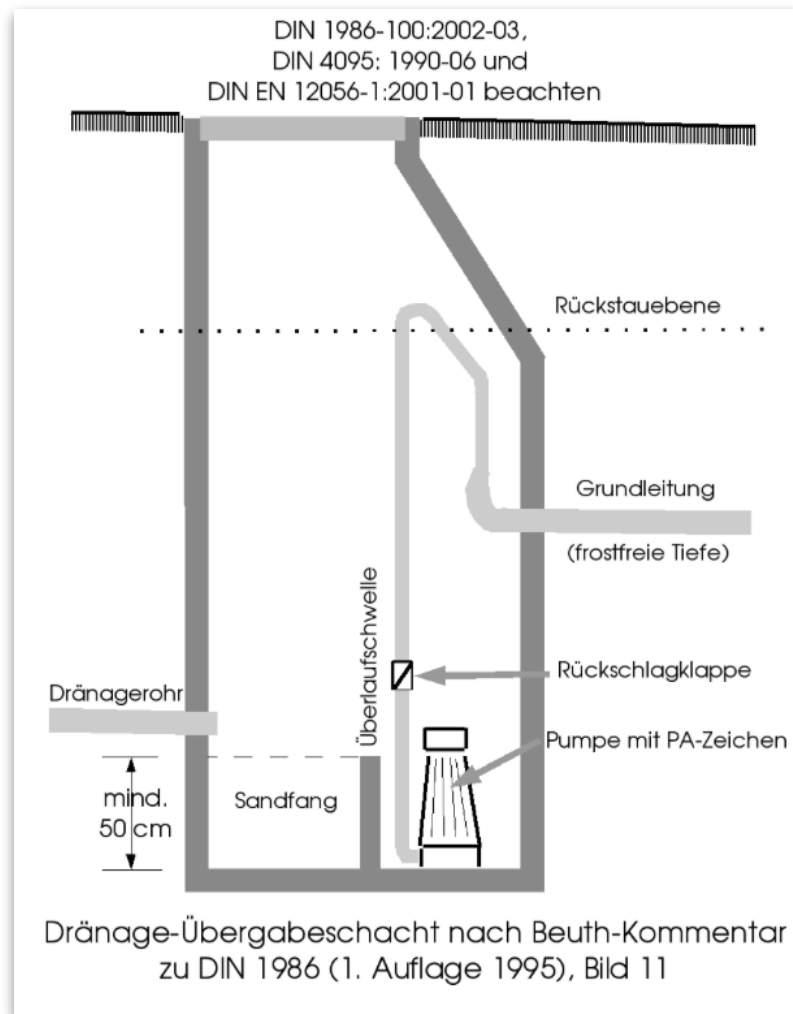 DIN 1986-100:2002-03,
DIN 4095: 1990-06 und
DIN EN 12056-1:2001-01 beachten
Rückstauebene
Grundleitung
(frostfreie Tiefe)
Überlaufschwelle
Rückschlagklappe
Dränagerohr
Pumpe mit PA-Zeichen
mind.
50 cm
Sandfang
Dränage-Übergabeschacht nach Beuth-Kommentar
zu DIN 1986 (1. Auflage 1995), Bild 11